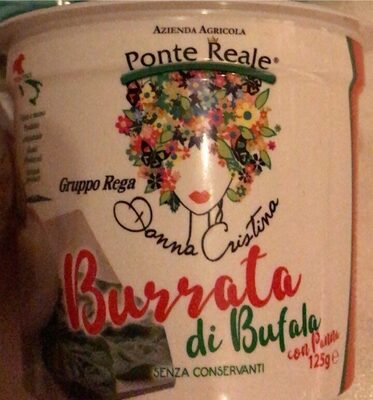 AZIENDA AGRICOLA
PONTE REALE®
Gruppo Rega
Donna Cristina
Burrata
di Bufala
con Panna
125g e
SENZA CONSERVANTI